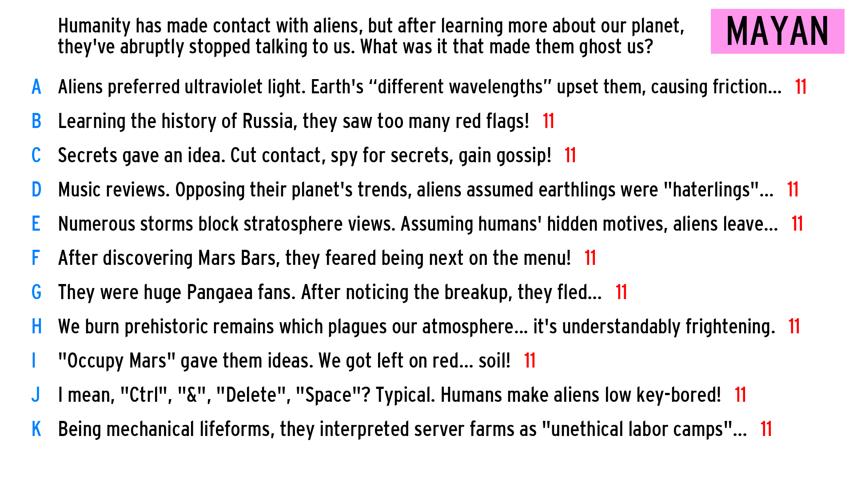 Humanity has made contact with aliens, but after learning more about our planet,
they've abruptly stopped talking to us. What was it that made them ghost us?
MAYAN
A Aliens preferred ultraviolet light. Earth's “different wavelengths” upset them, causing friction... 11
B Learning the history of Russia, they saw too many red flags! 11
C Secrets gave an idea. Cut contact, spy for secrets, gain gossip! 11
D Music reviews. Opposing their planet's trends, aliens assumed earthlings were "haterlings"... 11
E Numerous storms block stratosphere views. Assuming humans' hidden motives, aliens leave... 11
F After discovering Mars Bars, they feared being next on the menu! 11
G They were huge Pangaea fans. After noticing the breakup, they fled... 11
H We burn prehistoric remains which plagues our atmosphere... it's understandably frightening. 11
I "Occupy Mars" gave them ideas. We got left on red... soil! 11
J I mean, "Ctrl", "&", "Delete", "Space"? Typical. Humans make aliens low key-bored! 11
K Being mechanical lifeforms, they interpreted server farms as "unethical labor camps"... 11